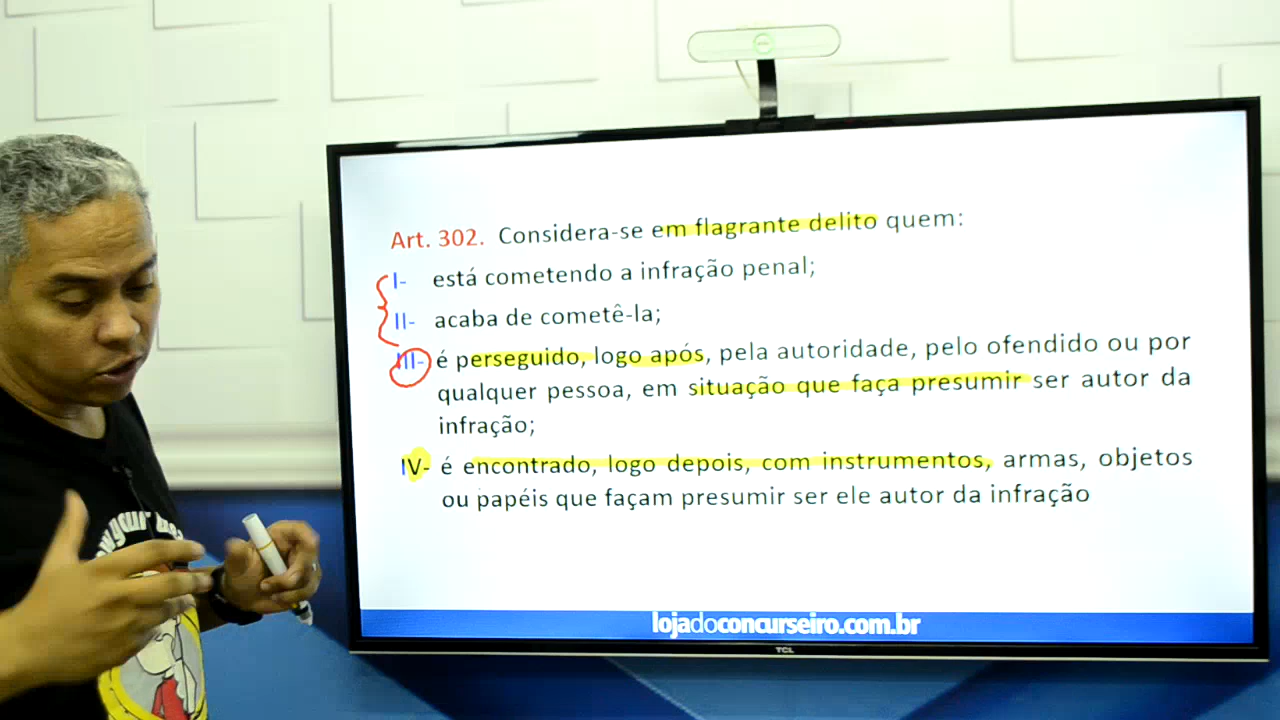 Art. 302. Considera-se em flagrante delito quem:
I- está cometendo a infração penal;
II- acaba de cometê-la;
III- é perseguido, logo após, pela autoridade, pelo ofendido ou por
qualquer pessoa, em situação que faça presumir ser autor da
infração;
IV- é encontrado, logo depois, com instrumentos, armas, objetos
ou papéis que façam presumir ser ele autor da infração
lojadoconcurseiro.com.br
TCL